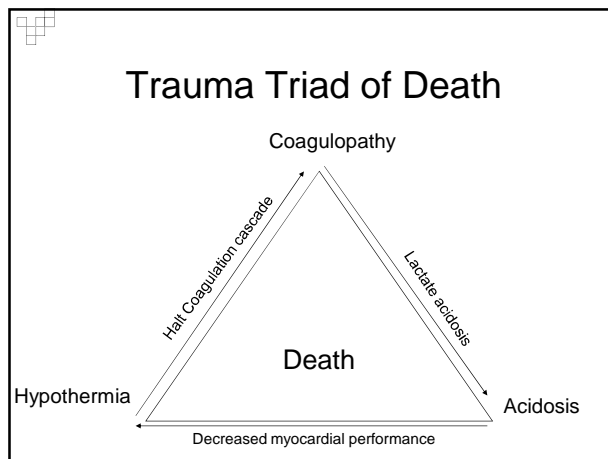 Trauma Triad of Death
Coagulopathy
Halt Coagulation cascade
Lactate acidosis
Death
Hypothermia
Acidosis
Decreased myocardial performance